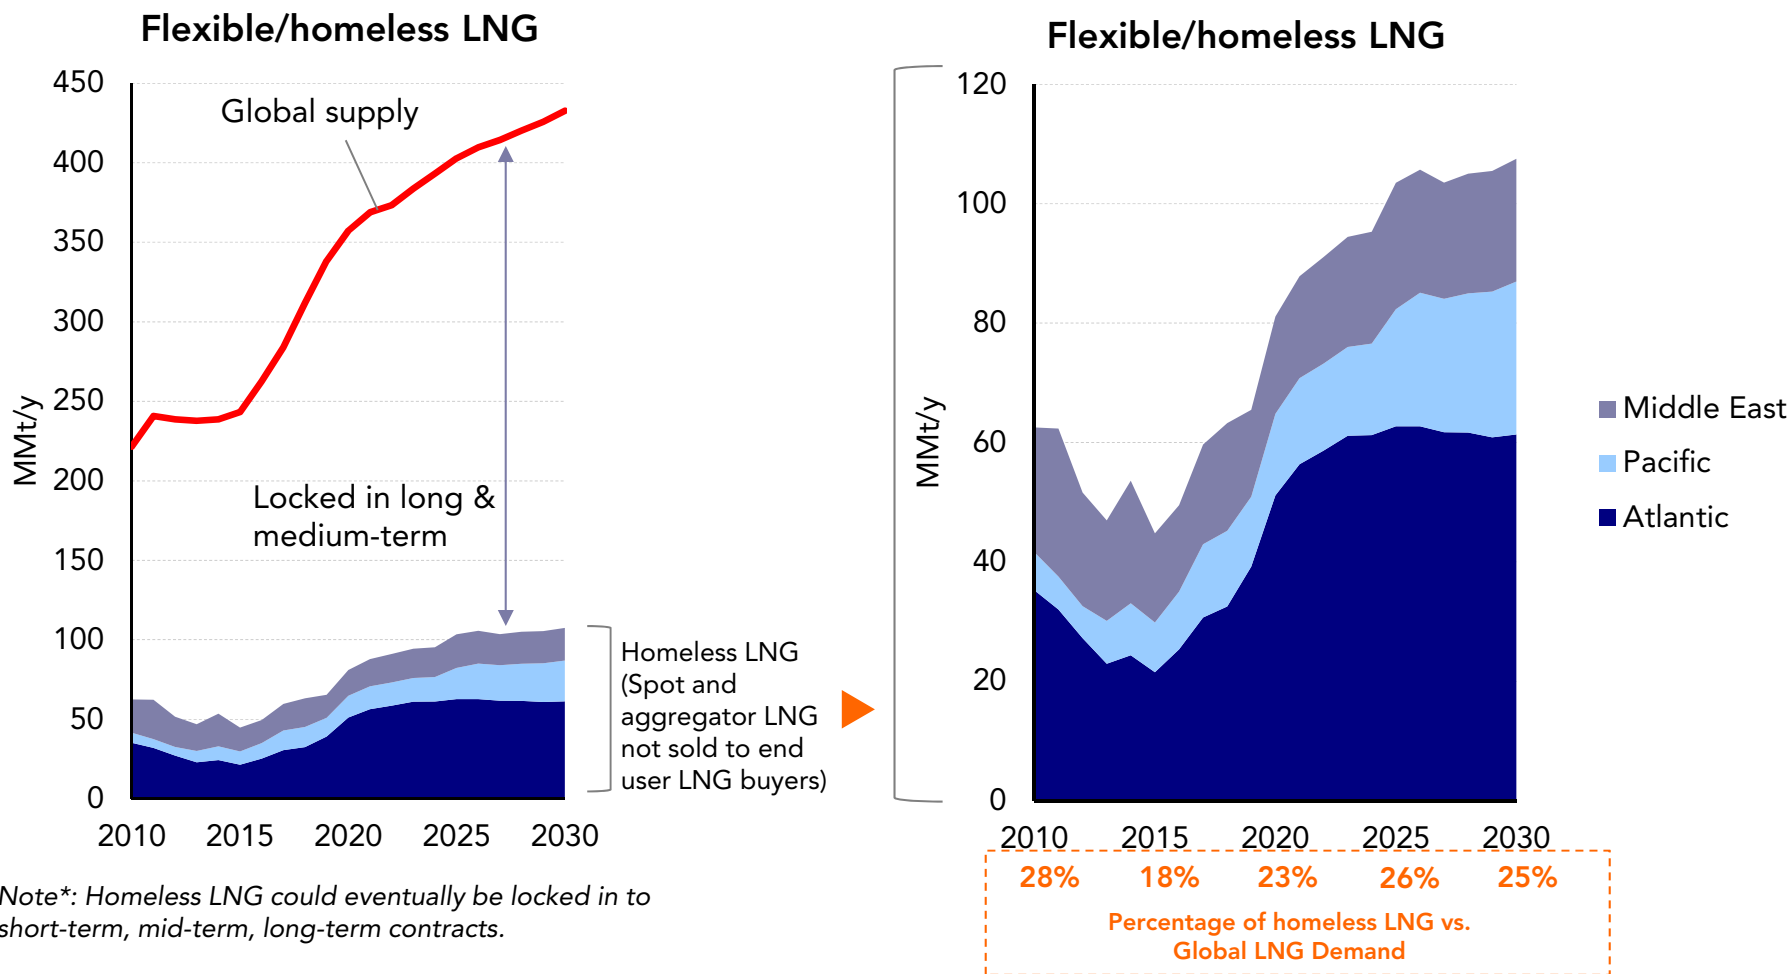 Flexible/homeless LNG
450
400
350
300
250
200
150
100
50
0
MMt/y
Global supply
Locked in long &
medium-term
2010 2015 2020 2025 2030
Homeless LNG
(Spot and
aggregator LNG
not sold to end
user LNG buyers)
Note*: Homeless LNG could eventually be locked in to
short-term, mid-term, long-term contracts.
Flexible/homeless LNG
120
100
80
60
40
20
0
MMt/y
2010 2015 2020 2025 2030
28% 18% 23% 26% 25%
Percentage of homeless LNG vs.
Global LNG Demand
Middle East
Pacific
Atlantic